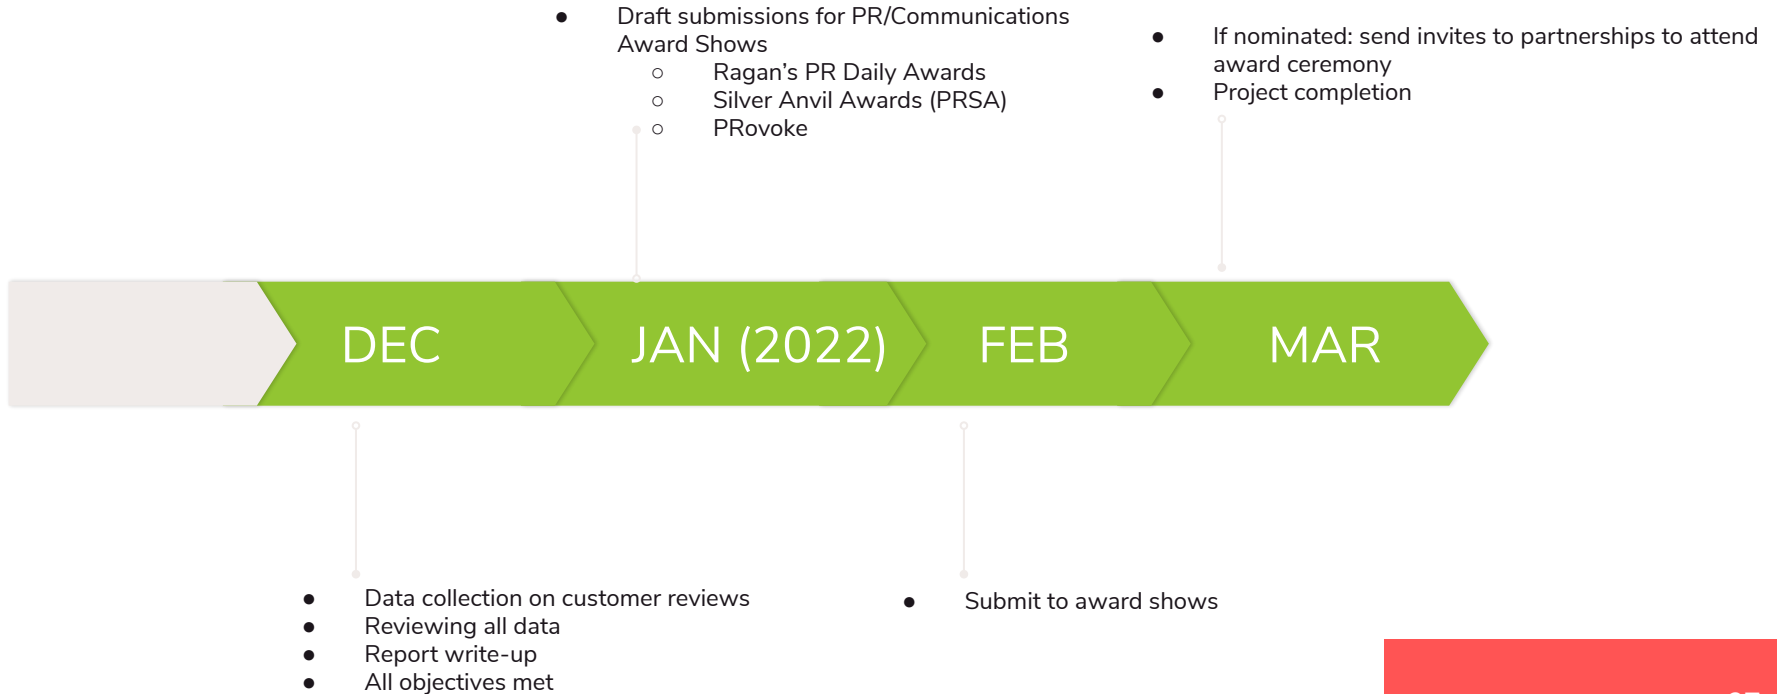 ● Draft submissions for PR/Communications
Award Shows
○ Ragan’s PR Daily Awards
○ Silver Anvil Awards (PRSA)
○ PRovoke
● If nominated: send invites to partnerships to attend
award ceremony
● Project completion
DEC
JAN (2022)
FEB
MAR
● Data collection on customer reviews
● Reviewing all data
● Report write-up
● All objectives met
● Submit to award shows